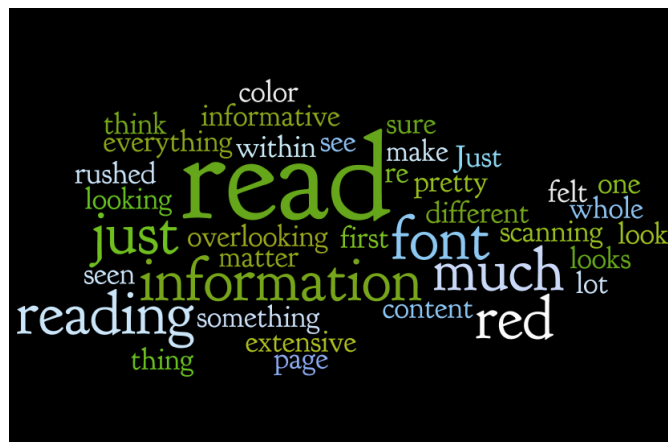 color
think informative sure
everything within see make Just
rushed read re pretty felt one
looking different whole
just overlooking first font scanning look
matter looks
seen information much lot
reading something content red
extensive
thing page